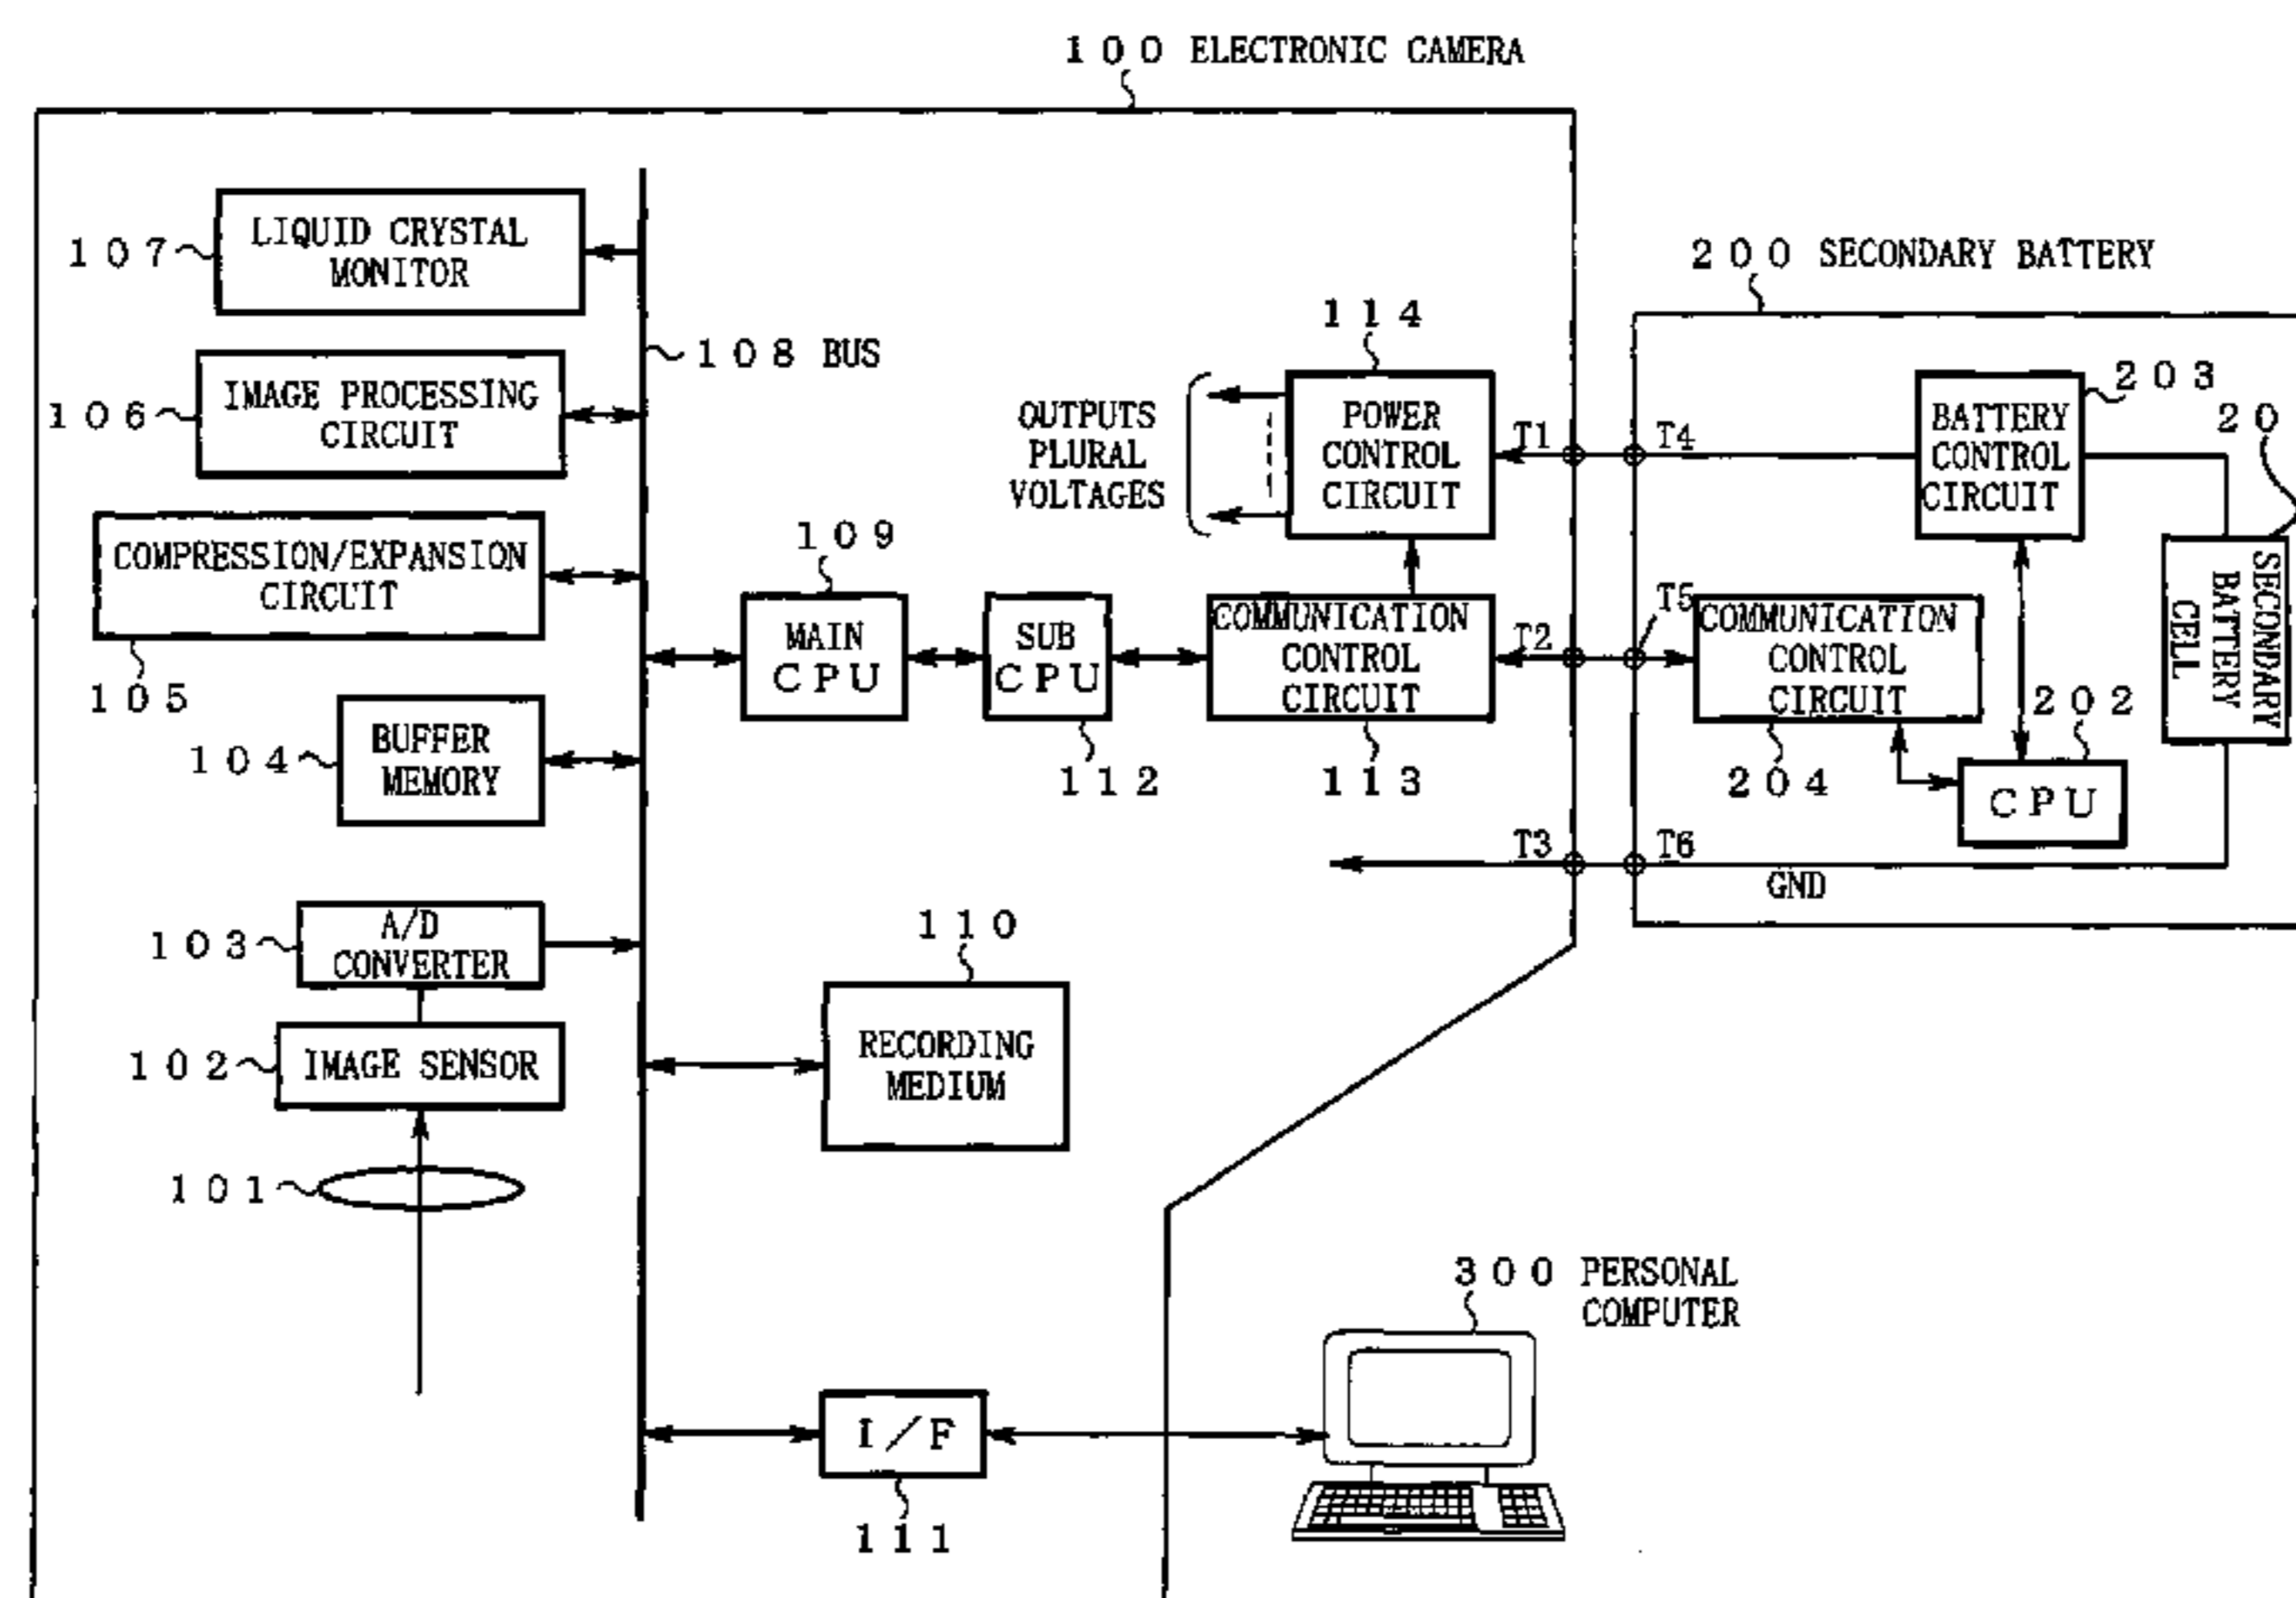 100 ELECTRONIC CAMERA
107
LIQUID CRYSTAL
MONITOR
108 BUS
106
IMAGE PROCESSING
CIRCUIT
COMPRESSION/EXPANSION
CIRCUIT
105
104
BUFFER
MEMORY
103
A/D
CONVERTER
102
IMAGE SENSOR
101
109
MAIN
CPU
SUB
CPU
112
COMMUNICATION
CONTROL
CIRCUIT
113
114
POWER
CONTROL
CIRCUIT
OUTPUTS
PLURAL
VOLTAGES
T1
T2
T3
110
RECORDING
MEDIUM
I/F
111
200 SECONDARY BATTERY
T4
T5
T6
GND
203
BATTERY
CONTROL
CIRCUIT
20
SECONDARY
BATTERY
CELL
COMMUNICATION
CONTROL
CIRCUIT
204
202
CPU
300 PERSONAL
COMPUTER